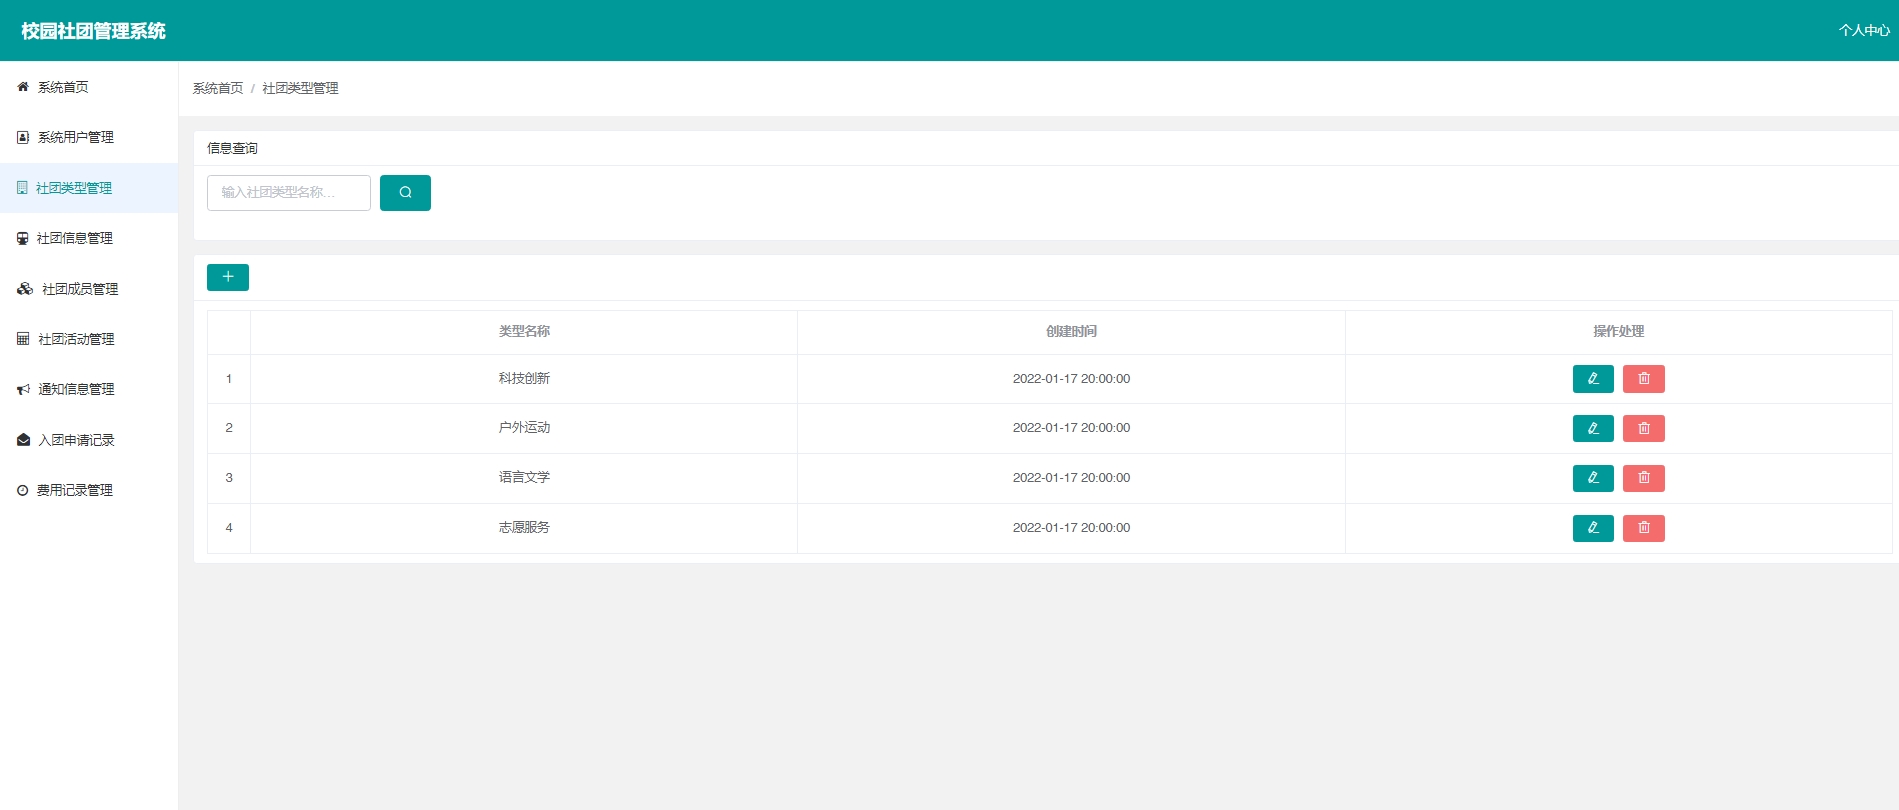 校园社团管理系统
个人中心
系统首页
系统用户管理
社团类型管理
社团信息管理
社团成员管理
社团活动管理
通知信息管理
入团申请记录
费用记录管理
系统首页 / 社团类型管理
信息查询
输入社团类型名称...
类型名称 创建时间 操作处理
1 科技创新 2022-01-17 20:00:00
2 户外运动 2022-01-17 20:00:00
3 语言文学 2022-01-17 20:00:00
4 志愿服务 2022-01-17 20:00:00